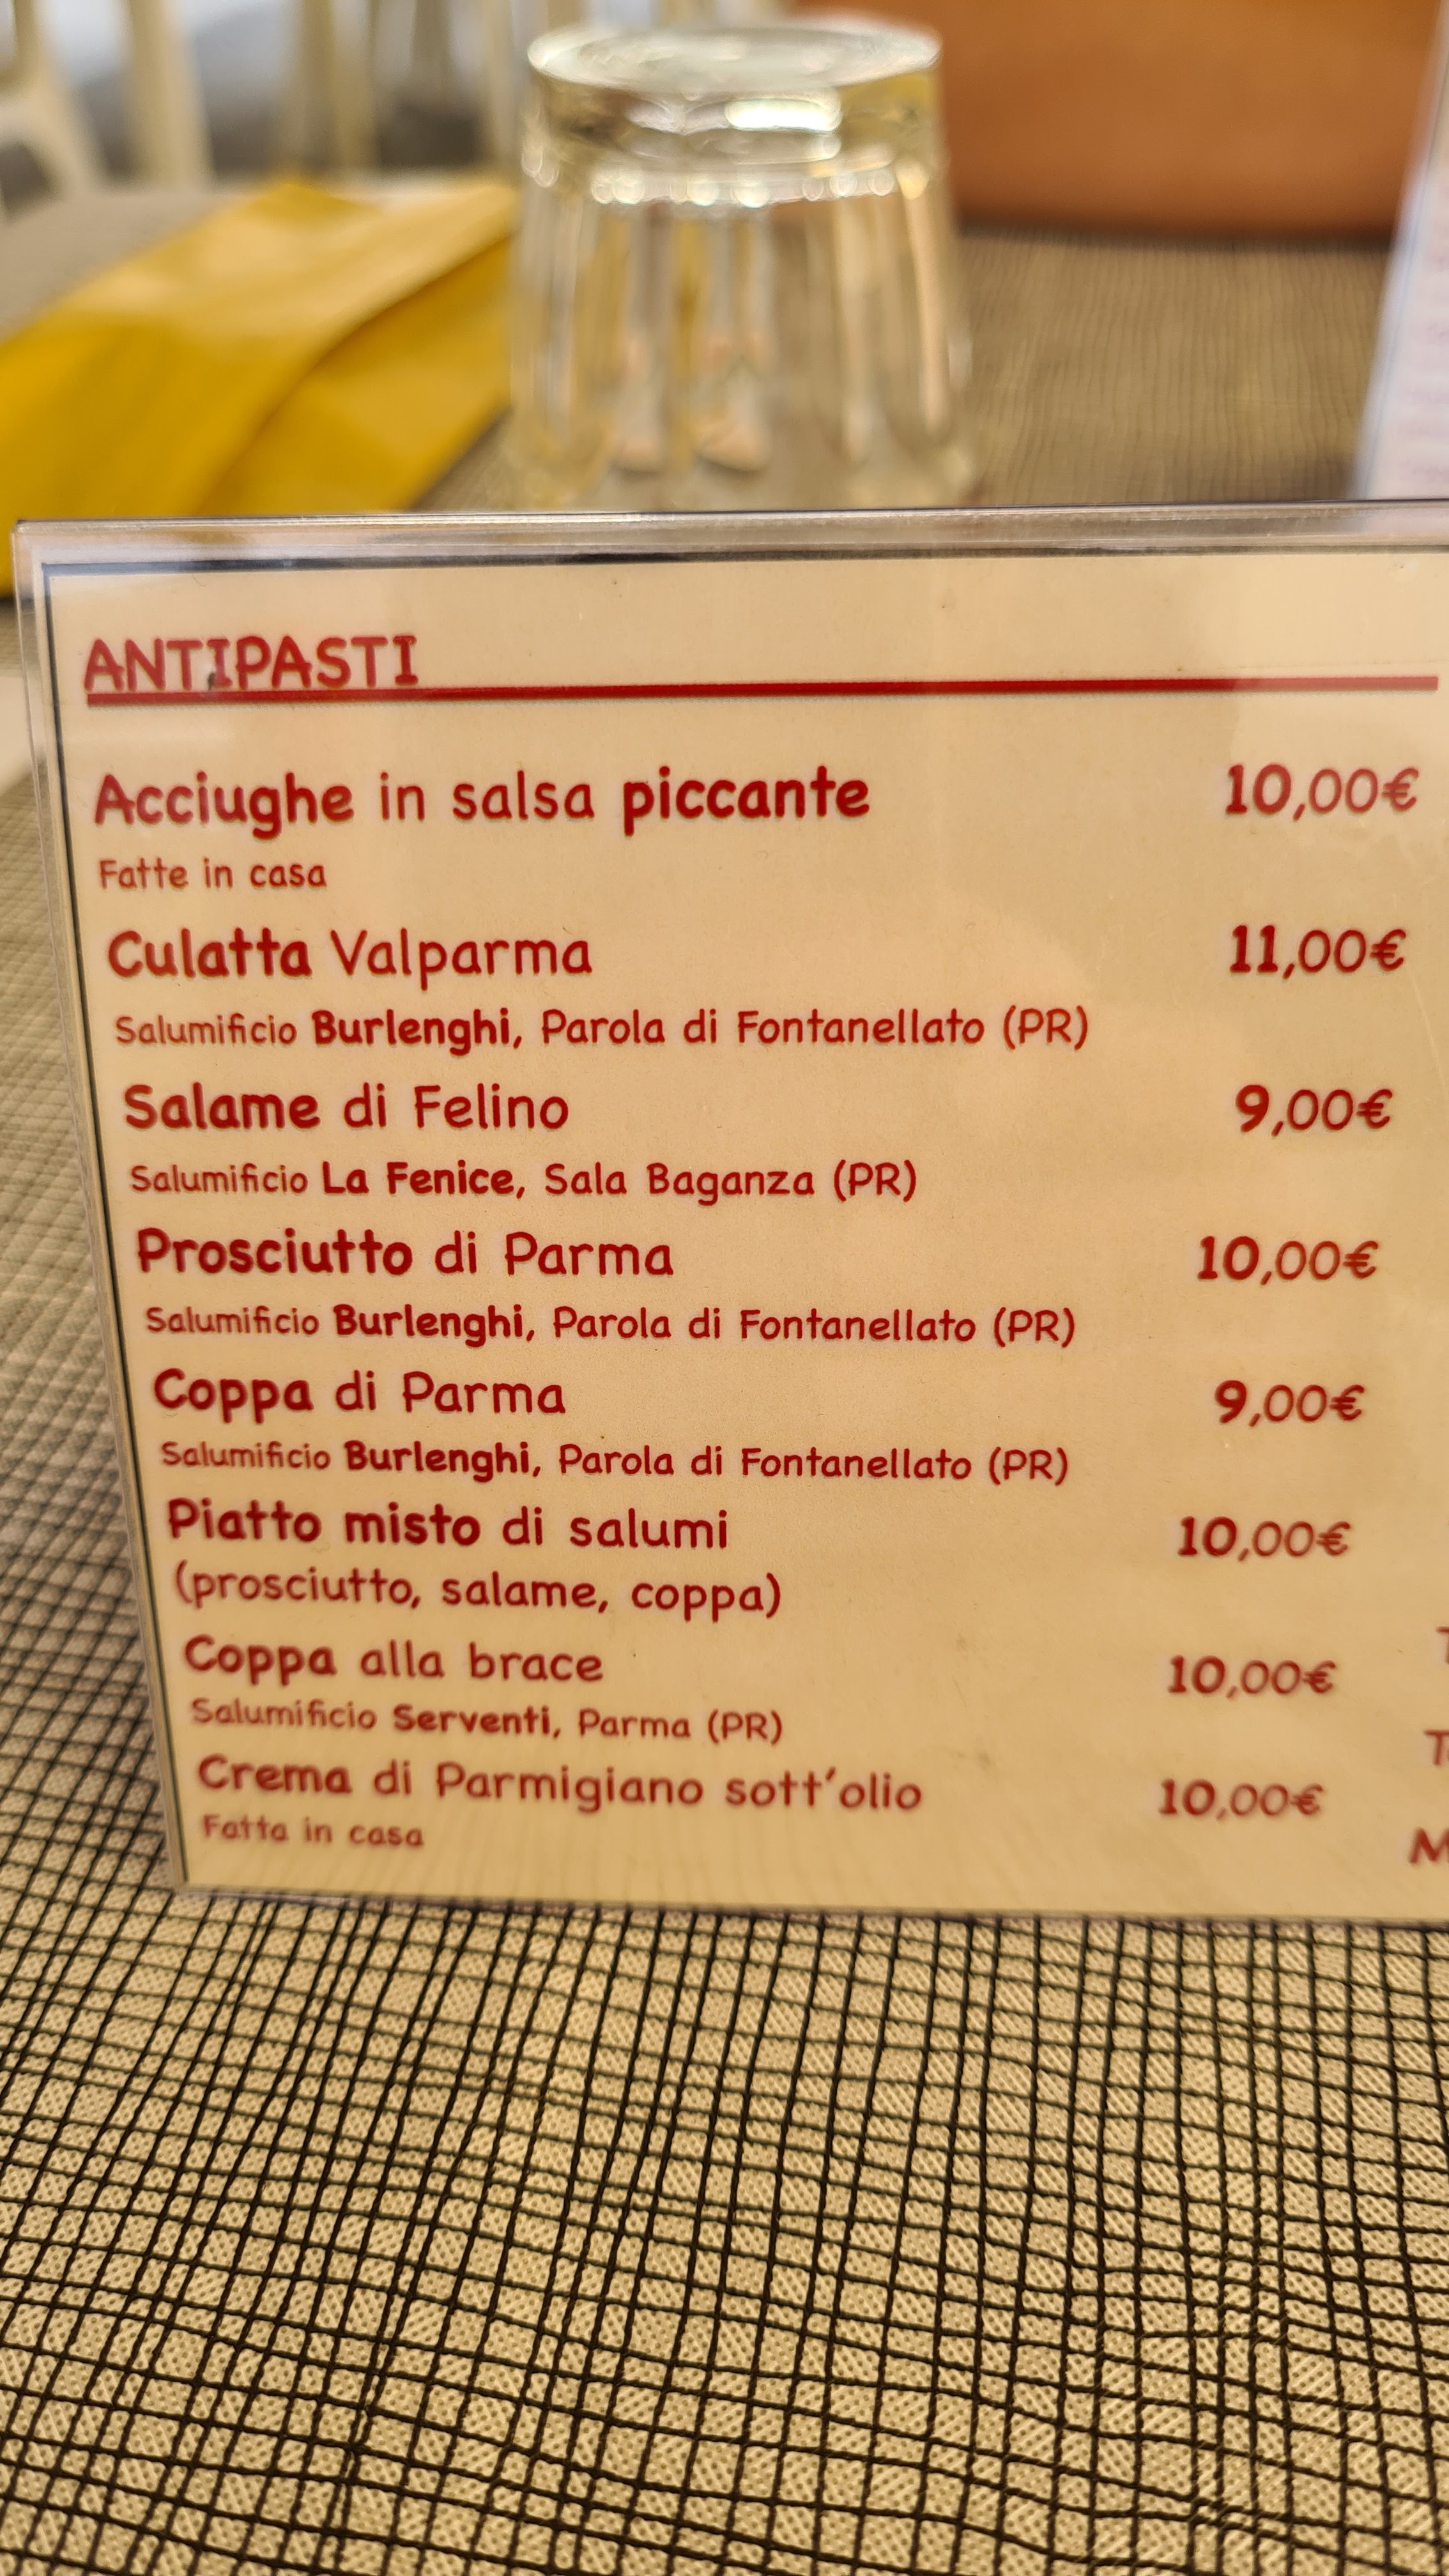 ANTIPASTI
Acciughe in salsa piccante 10,00€
Fatte in casa
Culatta Valparma 11,00€
Salumificio Burlenghi, Parola di Fontanellato (PR)
Salame di Felino 9,00€
Salumificio La Fenice, Sala Baganza (PR)
Prosciutto di Parma 10,00€
Salumificio Burlenghi, Parola di Fontanellato (PR)
Coppa di Parma 9,00€
Salumificio Burlenghi, Parola di Fontanellato (PR)
Piatto misto di salumi 10,00€
(prosciutto, salame, coppa)
Coppa alla brace 10,00€
Salumificio Serventi, Parma (PR)
Crema di Parmigiano sott'olio 10,00€
Fatta in casa